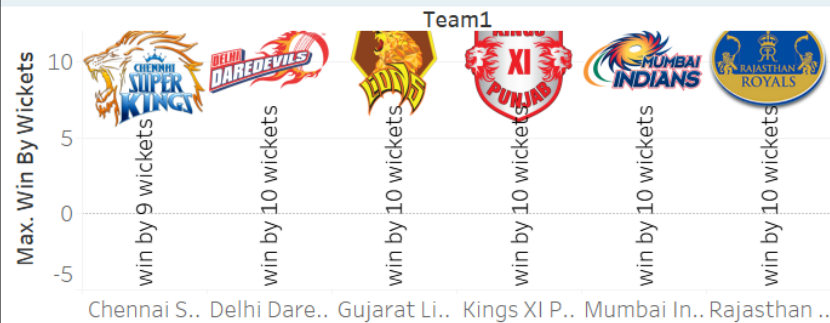 Team1
Max. Win By Wickets
10
5
0
-5
CHENNAI
SUPER
KINGS
DELHI
DAREDEVILS
LIONS
KINGS
XI
PUNJAB
MUMBAI
INDIANS
RAJASTHAN
ROYALS
win by 9 wickets
win by 10 wickets
win by 10 wickets
win by 10 wickets
win by 10 wickets
win by 10 wickets
Chennai S.. Delhi Dare.. Gujarat Li.. Kings XI P.. Mumbai In.. Rajasthan ..